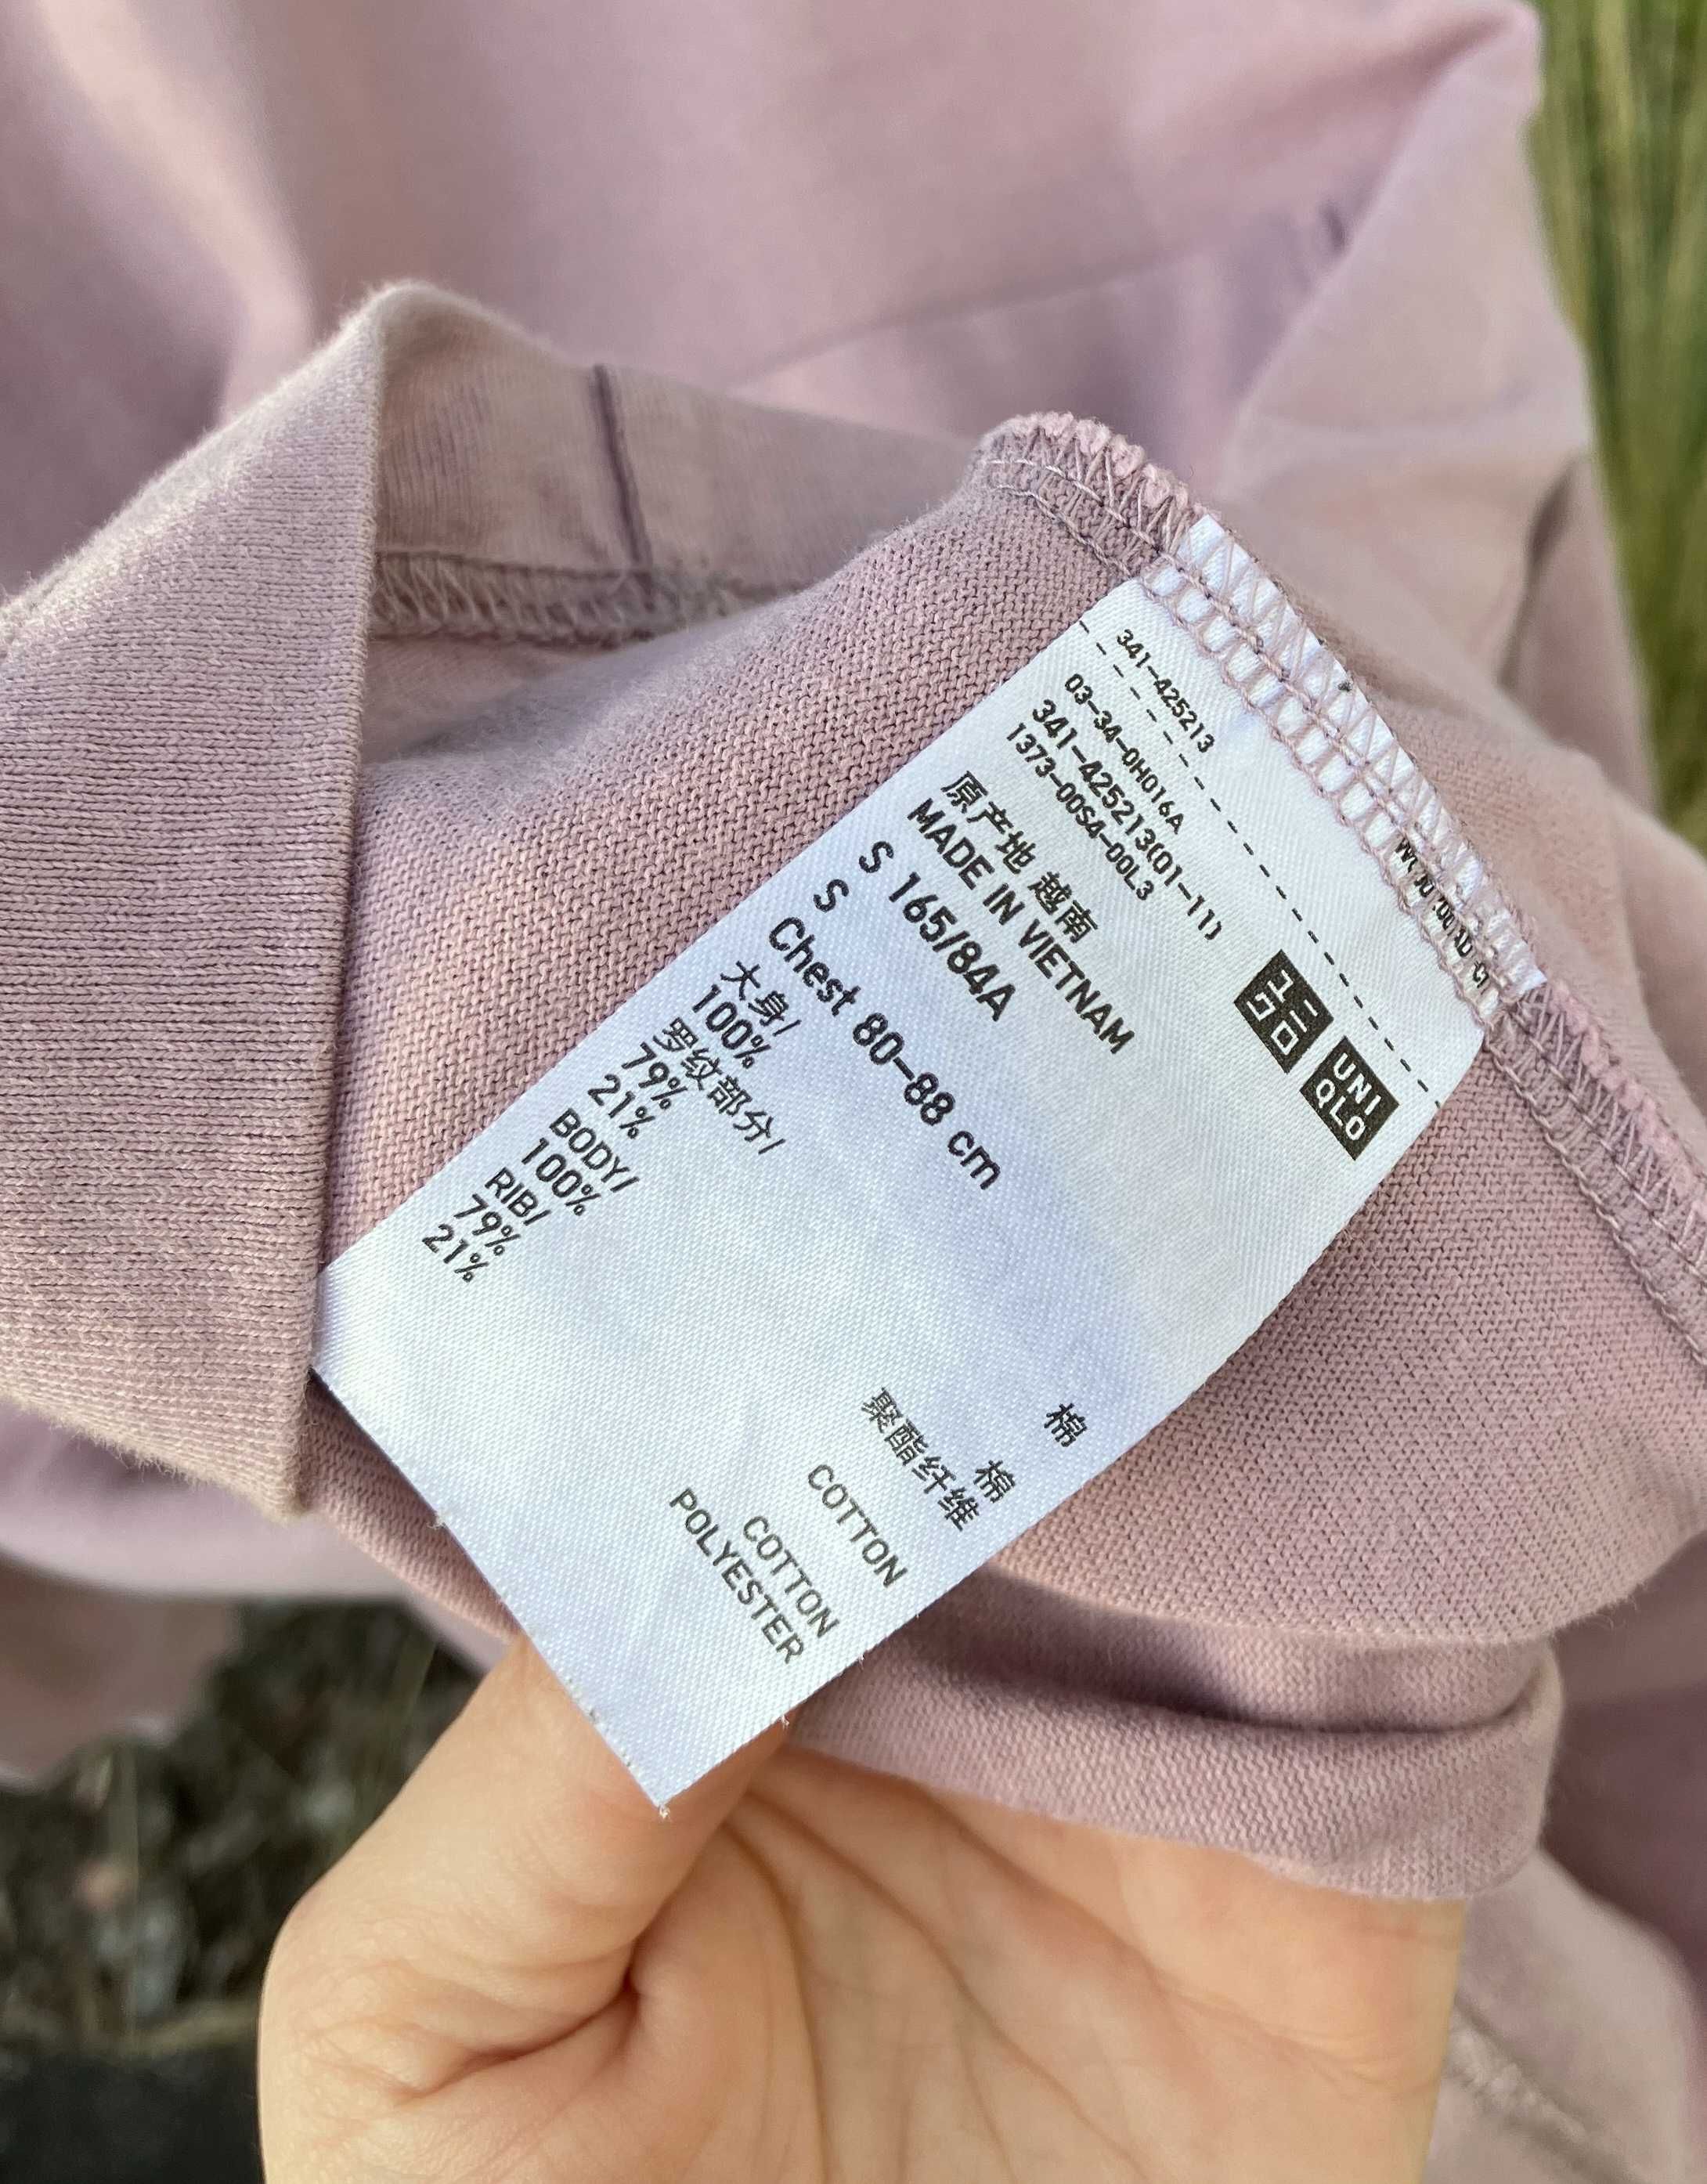 341-425213
03-34-0H016A
341-425213(01-11)
1373-00S4-00L3
ユニ
クロ
UNI
QLO
原产地 越南
MADE IN VIETNAM
S 165/84A
S
Chest 80-88 cm
大身/
100% 棉
罗纹部分/
79% 棉
21% 聚酯纤维
BODY/
100% COTTON
RIB/
79% COTTON
21% POLYESTER